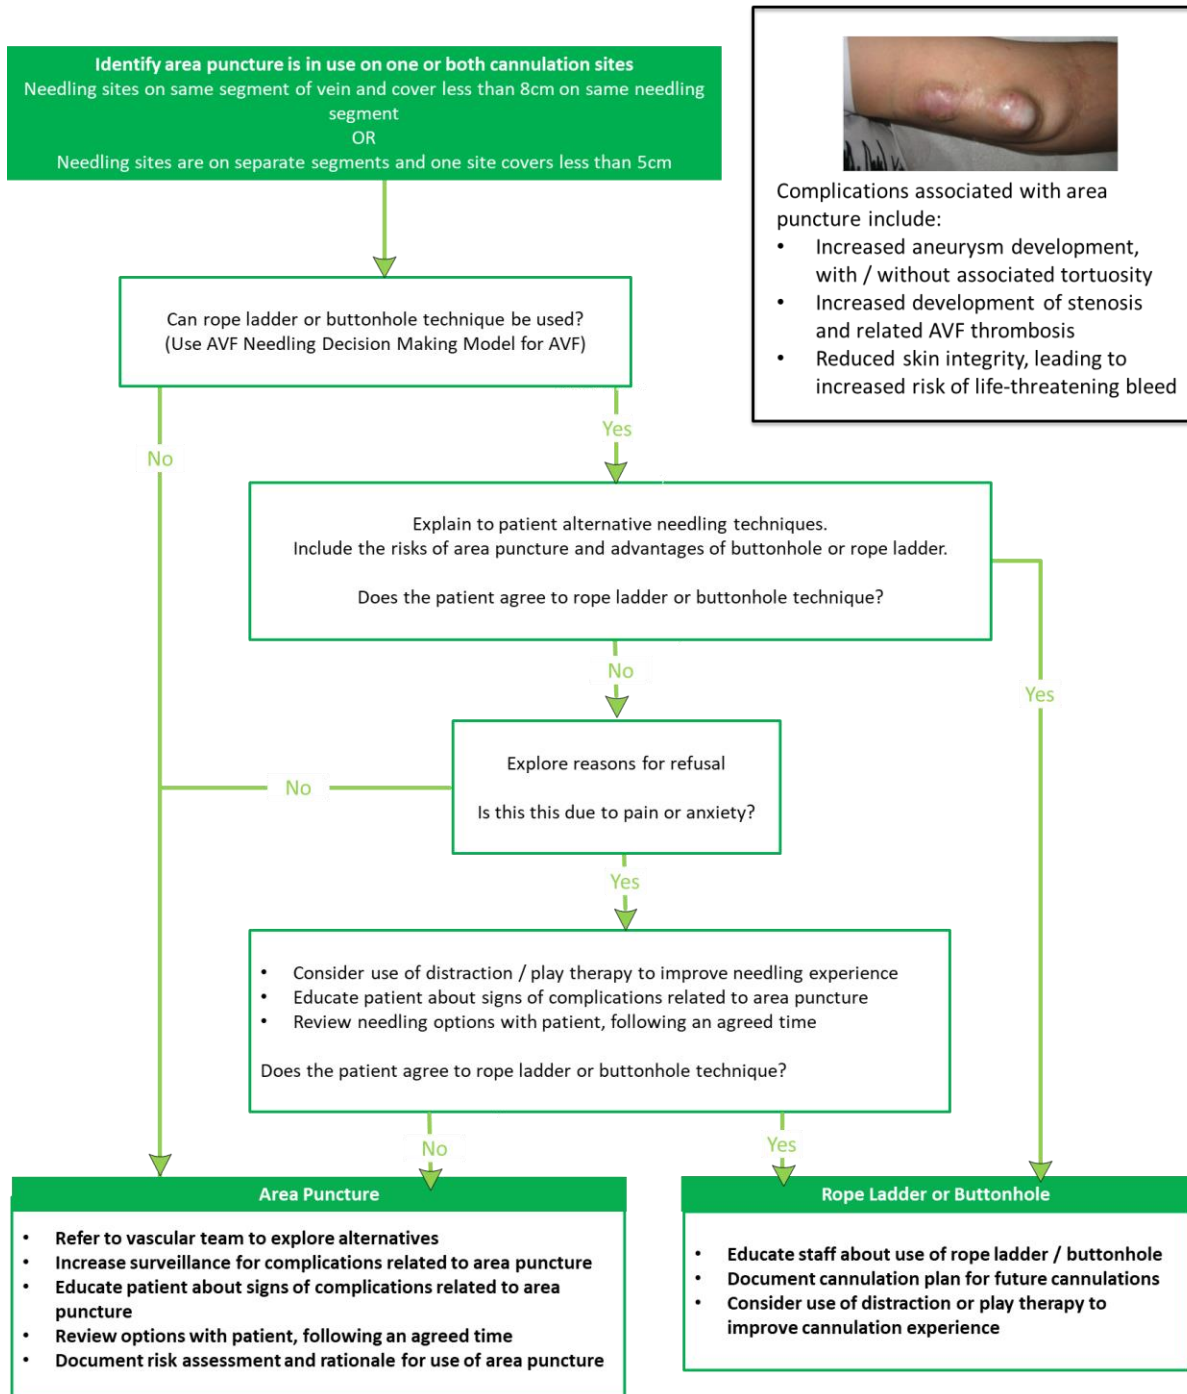 Identify area puncture is in use on one or both cannulation sites
Needling sites on same segment of vein and cover less than 8cm on same needling
segment
OR
Needling sites are on separate segments and one site covers less than 5cm
Complications associated with area
puncture include:
• Increased aneurysm development,
with / without associated tortuosity
• Increased development of stenosis
and related AVF thrombosis
• Reduced skin integrity, leading to
increased risk of life-threatening bleed
Can rope ladder or buttonhole technique be used?
(Use AVF Needling Decision Making Model for AVF)
No
Yes
Explain to patient alternative needling techniques.
Include the risks of area puncture and advantages of buttonhole or rope ladder.
Does the patient agree to rope ladder or buttonhole technique?
No
Yes
Explore reasons for refusal
Is this this due to pain or anxiety?
No
Yes
• Consider use of distraction / play therapy to improve needling experience
• Educate patient about signs of complications related to area puncture
• Review needling options with patient, following an agreed time
Does the patient agree to rope ladder or buttonhole technique?
No
Yes
Area Puncture
• Refer to vascular team to explore alternatives
• Increase surveillance for complications related to area puncture
• Educate patient about signs of complications related to area
puncture
• Review options with patient, following an agreed time
• Document risk assessment and rationale for use of area puncture
Rope Ladder or Buttonhole
• Educate staff about use of rope ladder / buttonhole
• Document cannulation plan for future cannulations
• Consider use of distraction or play therapy to
improve cannulation experience